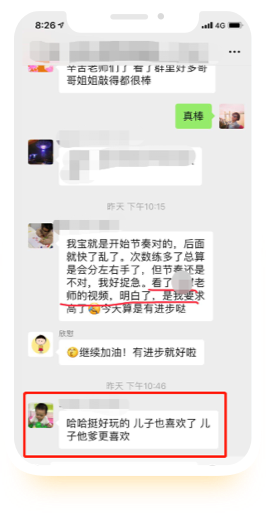 8:26
4G
辛苦老师们了 看了群里好多哥
哥姐姐敲得都很棒
真棒
昨天 下午10:15
我宝就是开始节奏对的，后面
就快了乱了。次数练多了总算
是会分左右手了，但节奏还是
不对，我好捉急。看了 老
师的视频，明白了，是我要求
高了 今天算是有进步哒
欣慰
继续加油！有进步就好啦
昨天 下午10:46
哈哈挺好玩的 儿子也喜欢了 儿
子他爹更喜欢